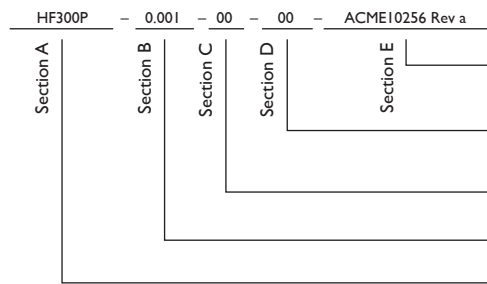 HF300P – 0.001 – 00 – 00 – ACME10256 Rev a
Section A
Section B
Section C
Section D
Section E